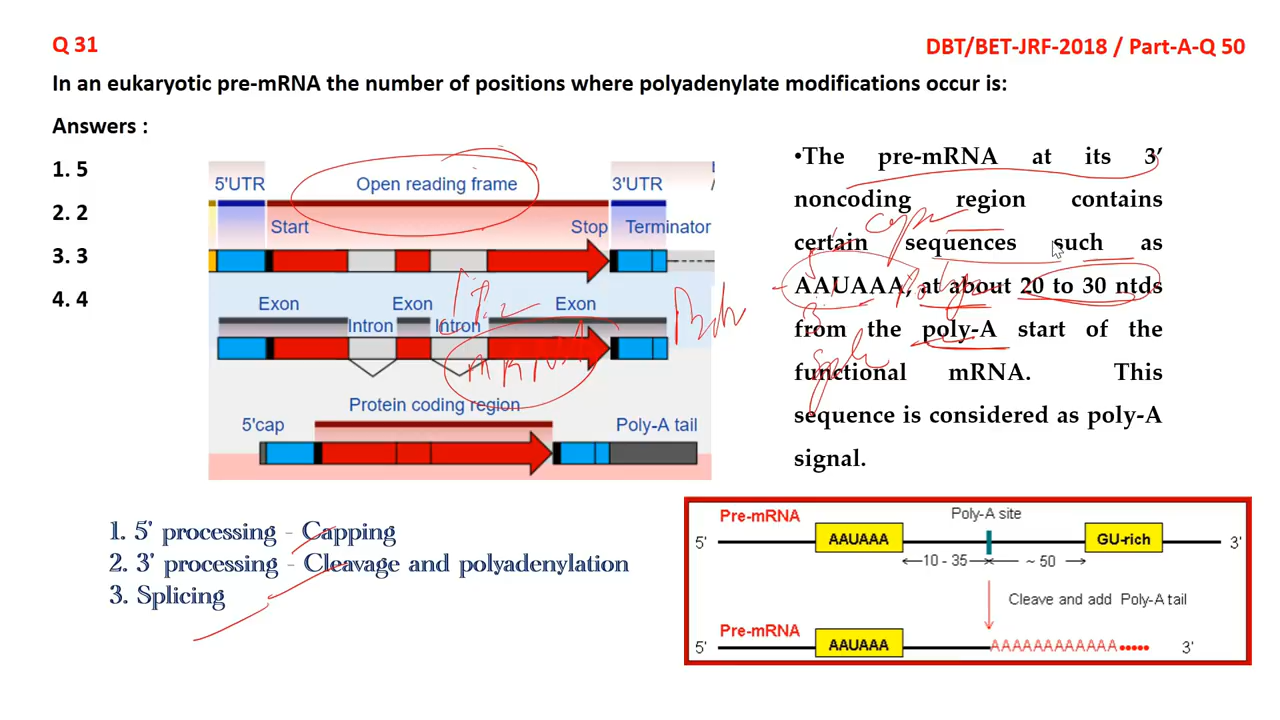 Q 31
DBT/BET-JRF-2018 / Part-A-Q 50
In an eukaryotic pre-mRNA the number of positions where polyadenylate modifications occur is:
Answers :
1. 5
2. 2
3. 3
4. 4
5'UTR
Open reading frame
3'UTR
Start
Stop
Terminator
Exon
Exon
Exon
Intron
Intron
Protein coding region
5'cap
Poly-A tail
•The pre-mRNA at its 3’
noncoding region contains
certain sequences such as
AAUAAA, at about 20 to 30 ntds
from the poly-A start of the
functional mRNA. This
sequence is considered as poly-A
signal.
1. 5' processing - Capping
2. 3' processing - Cleavage and polyadenylation
3. Splicing
Pre-mRNA
Poly-A site
5'
AAUAAA
GU-rich
3'
10 - 35
~ 50
Cleave and add Poly-A tail
Pre-mRNA
5'
AAUAAA
AAAAAAAAAAAA
3'